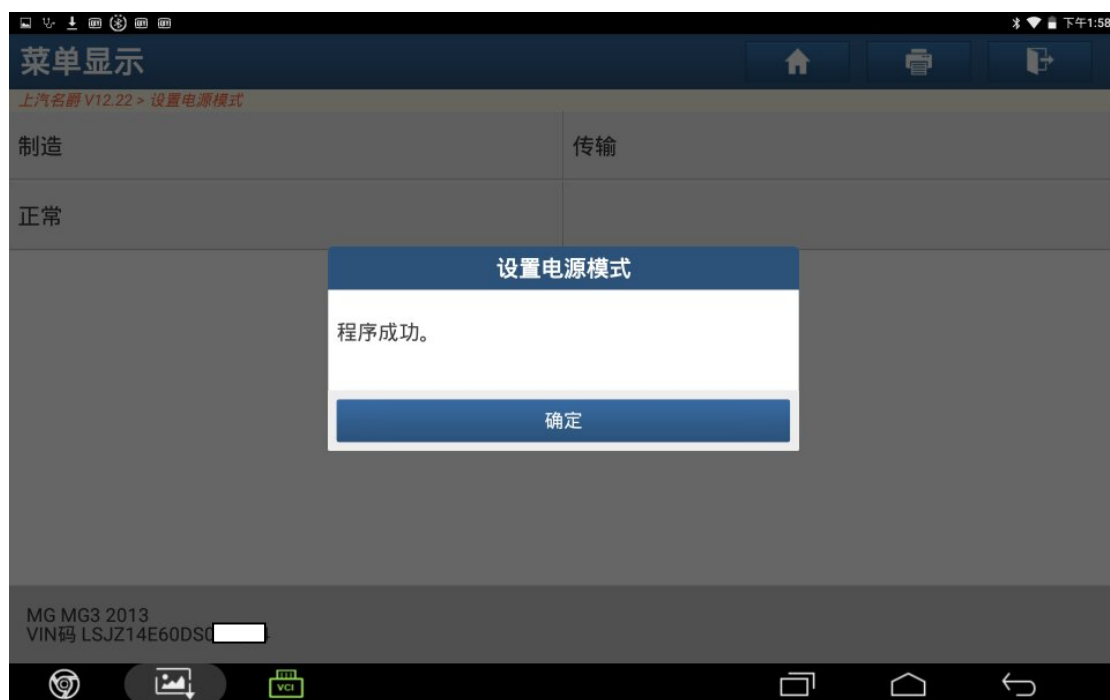 下午1:58
菜单显示
上汽名爵 V12.22 > 设置电源模式
制造
传输
正常
设置电源模式
程序成功。
确定
MG MG3 2013
VIN码 LSJZ14E60DS0
VCI